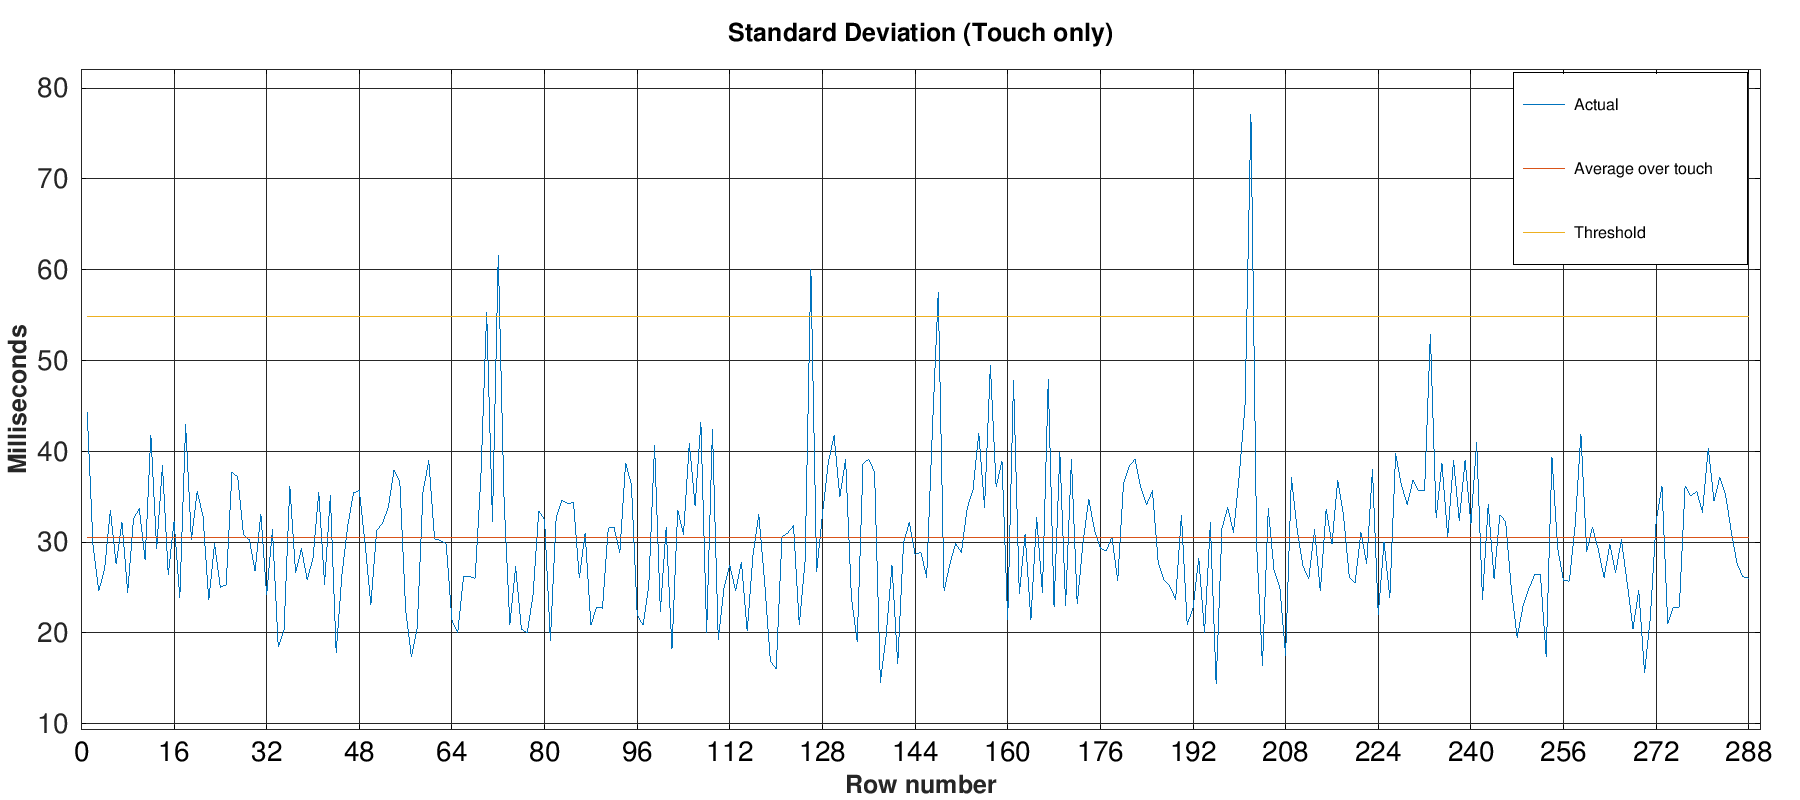 Standard Deviation (Touch only)
80
70
60
50
40
30
20
10
Milliseconds
Actual
Average over touch
Threshold
0 16 32 48 64 80 96 112 128 144 160 176 192 208 224 240 256 272 288
Row number